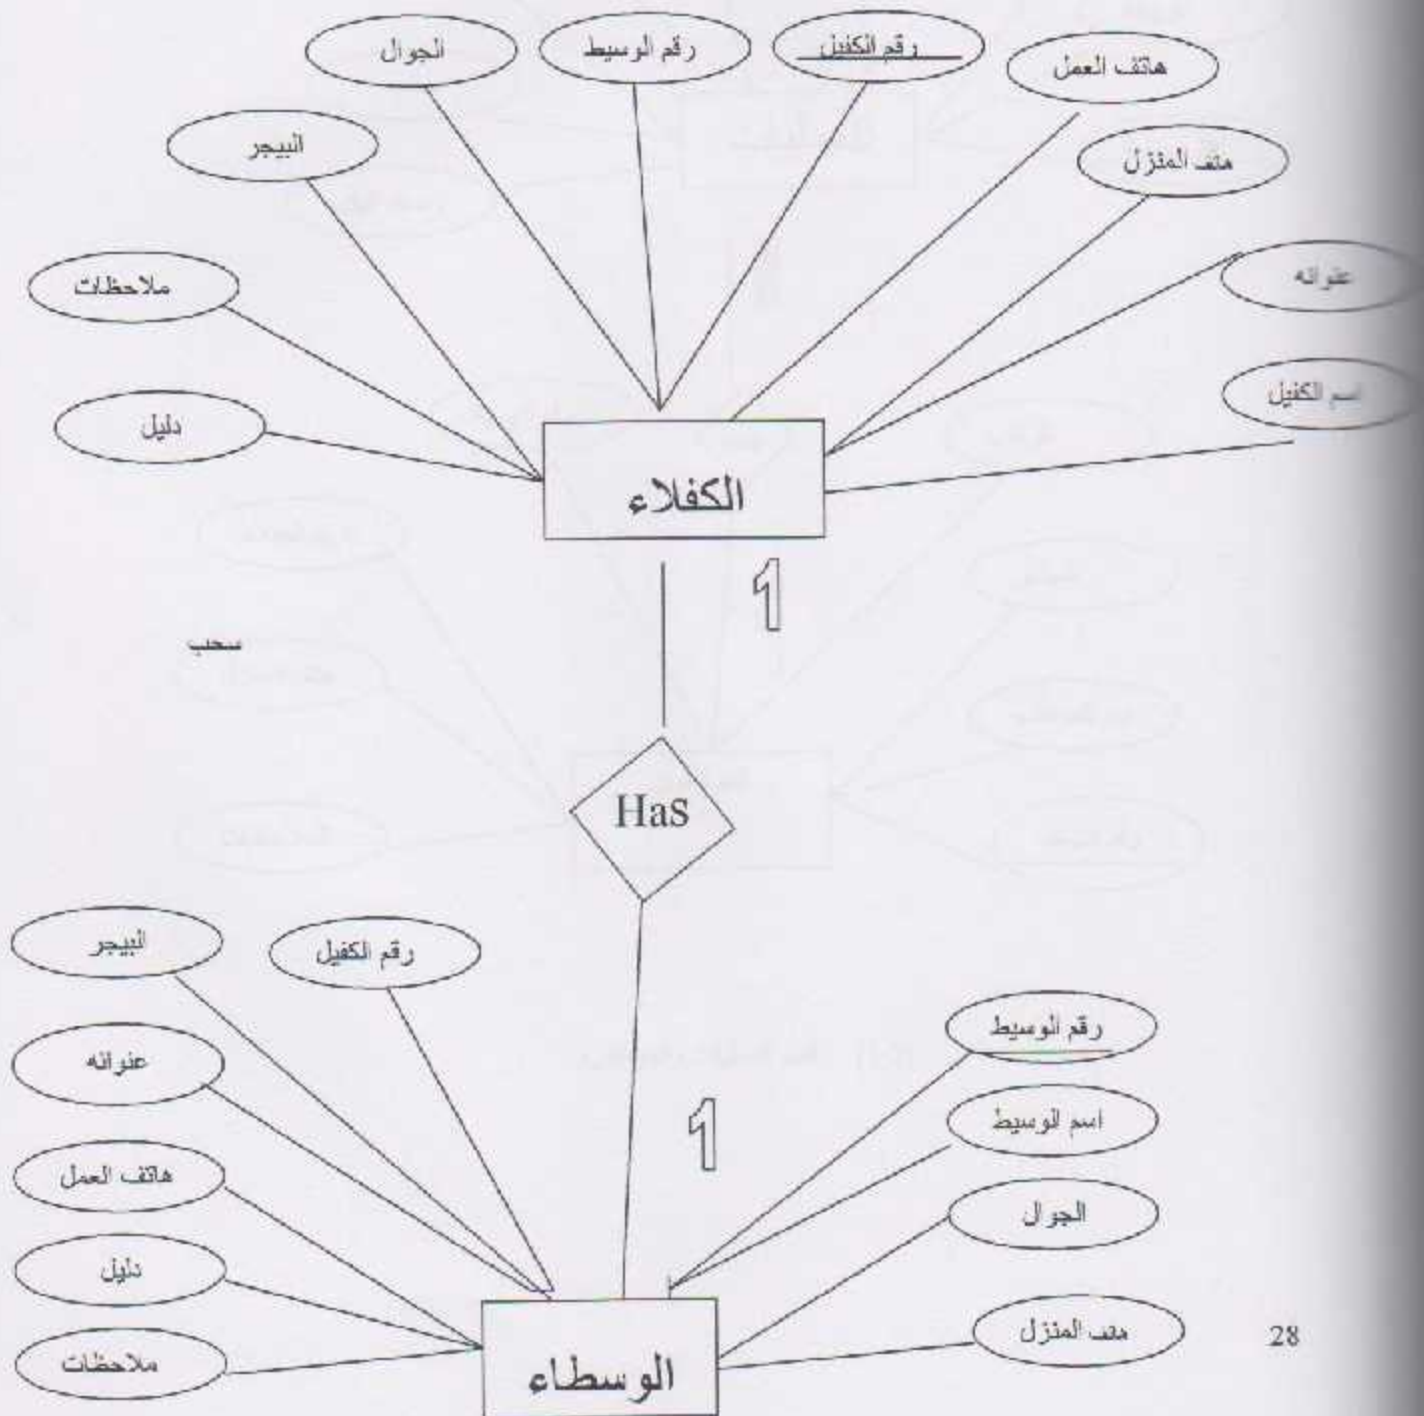 الجوال
رقم الوسيط
رقم الكفيل
هاتف العمل
البيجر
هاتف المنزل
ملاحظات
عنوانه
دليل
اسم الكفيل
الكفلاء
1
سحب
Has
البيجر
رقم الكفيل
رقم الوسيط
عنوانه
1
اسم الوسيط
هاتف العمل
الجوال
دليل
هاتف المنزل
28
ملاحظات
الوسطاء